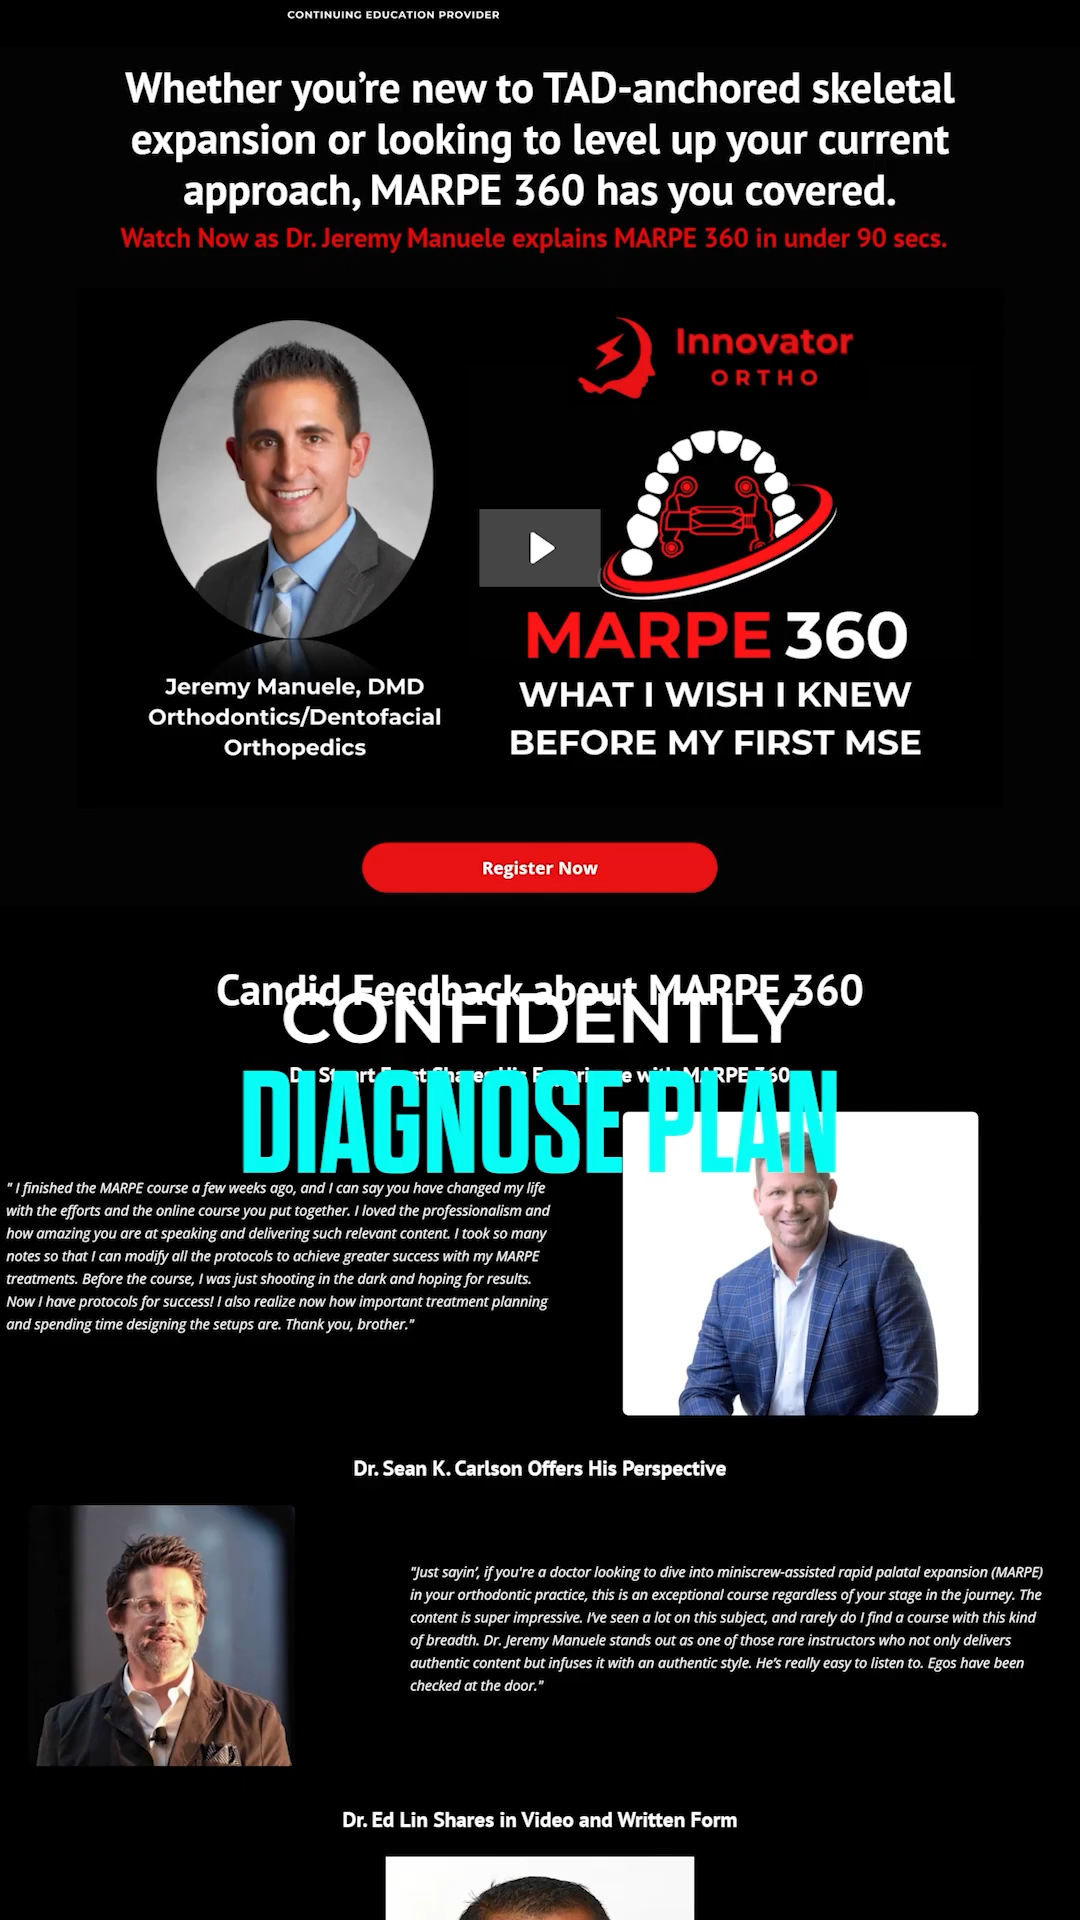 CONTINUING EDUCATION PROVIDER
Whether you’re new to TAD-anchored skeletal
expansion or looking to level up your current
approach, MARPE 360 has you covered.
Watch Now as Dr. Jeremy Manuele explains MARPE 360 in under 90 secs.
Innovator
ORTHO
MARPE 360
WHAT I WISH I KNEW
BEFORE MY FIRST MSE
Jeremy Manuele, DMD
Orthodontics/Dentofacial
Orthopedics
Register Now
Candid Feedback about MARPE 360
CONFIDENTLY
Shares His Experience with MARPE 360
DIAGNOSE PLAN
" I finished the MARPE course a few weeks ago, and I can say you have changed my life
with the efforts and the online course you put together. I loved the professionalism and
how amazing you are at speaking and delivering such relevant content. I took so many
notes so that I can modify all the protocols to achieve greater success with my MARPE
treatments. Before the course, I was just shooting in the dark and hoping for results.
Now I have protocols for success! I also realize now how important treatment planning
and spending time designing the setups are. Thank you, brother."
Dr. Sean K. Carlson Offers His Perspective
"Just sayin’, if you're a doctor looking to dive into miniscrew-assisted rapid palatal expansion (MARPE)
in your orthodontic practice, this is an exceptional course regardless of your stage in the journey. The
content is super impressive. I’ve seen a lot on this subject, and rarely do I find a course with this kind
of breadth. Dr. Jeremy Manuele stands out as one of those rare instructors who not only delivers
authentic content but infuses it with an authentic style. He’s really easy to listen to. Egos have been
checked at the door."
Dr. Ed Lin Shares in Video and Written Form